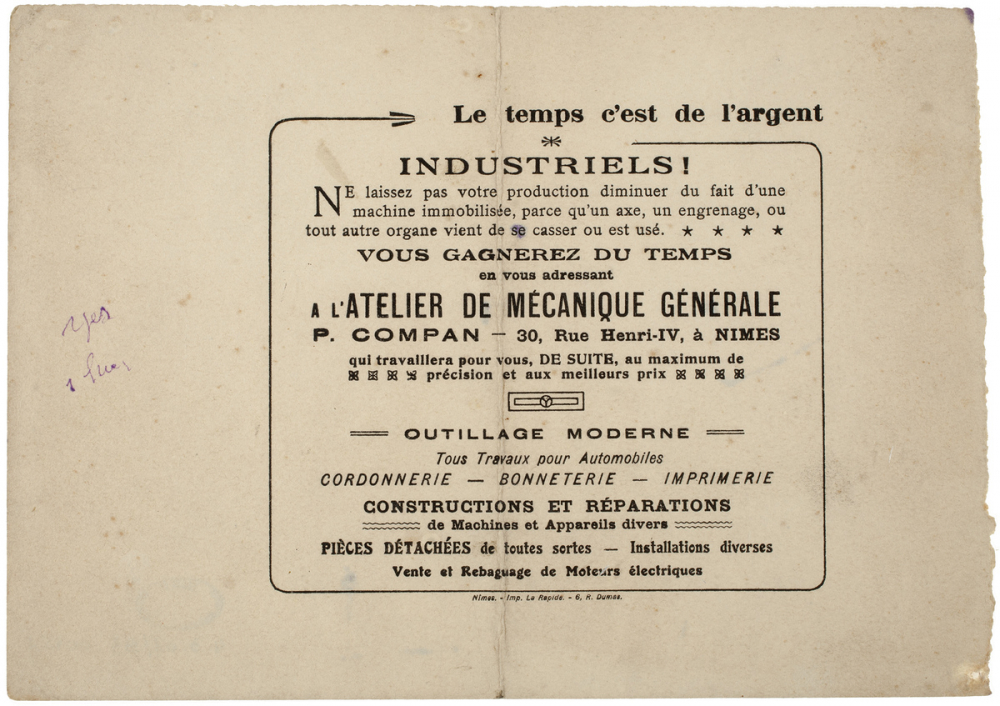 Le temps c'est de l'argent
INDUSTRIELS!
NE laissez pas votre production diminuer du fait d'une
machine immobilisée, parce qu'un axe, un engrenage, ou
tout autre organe vient de se casser ou est usé. ★ ★ ★ ★
VOUS GAGNEREZ DU TEMPS
en vous adressant
A L'ATELIER DE MÉCANIQUE GÉNÉRALE
P. COMPAN — 30, Rue Henri-IV, à NIMES
qui travaillera pour vous, DE SUITE, au maximum de
précision et aux meilleurs prix
OUTILLAGE MODERNE
Tous Travaux pour Automobiles
CORDONNERIE — BONNETERIE — IMPRIMERIE
CONSTRUCTIONS ET RÉPARATIONS
de Machines et Appareils divers
PIÈCES DÉTACHÉES de toutes sortes — Installations diverses
Vente et Rebaguage de Moteurs électriques
Nîmes. - Imp. Le Rapide. - 6, R. Dumas.